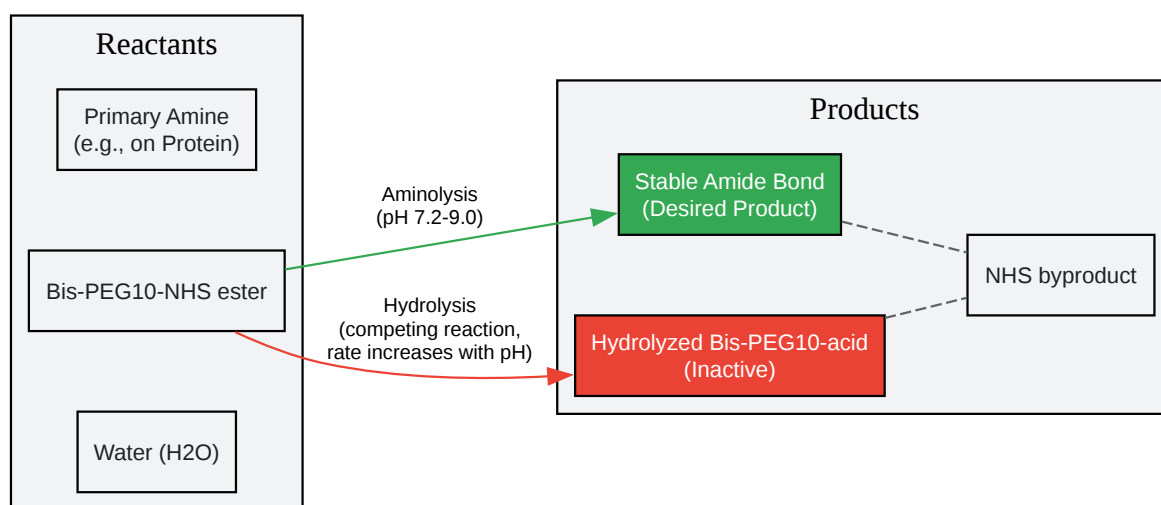 Reactants
Primary Amine
(e.g., on Protein)
Bis-PEG10-NHS ester
Water (H2O)
Aminolysis
(pH 7.2-9.0)
Hydrolysis
(competing reaction,
rate increases with pH)
Products
Stable Amide Bond
(Desired Product)
Hydrolyzed Bis-PEG10-acid
(Inactive)
NHS byproduct